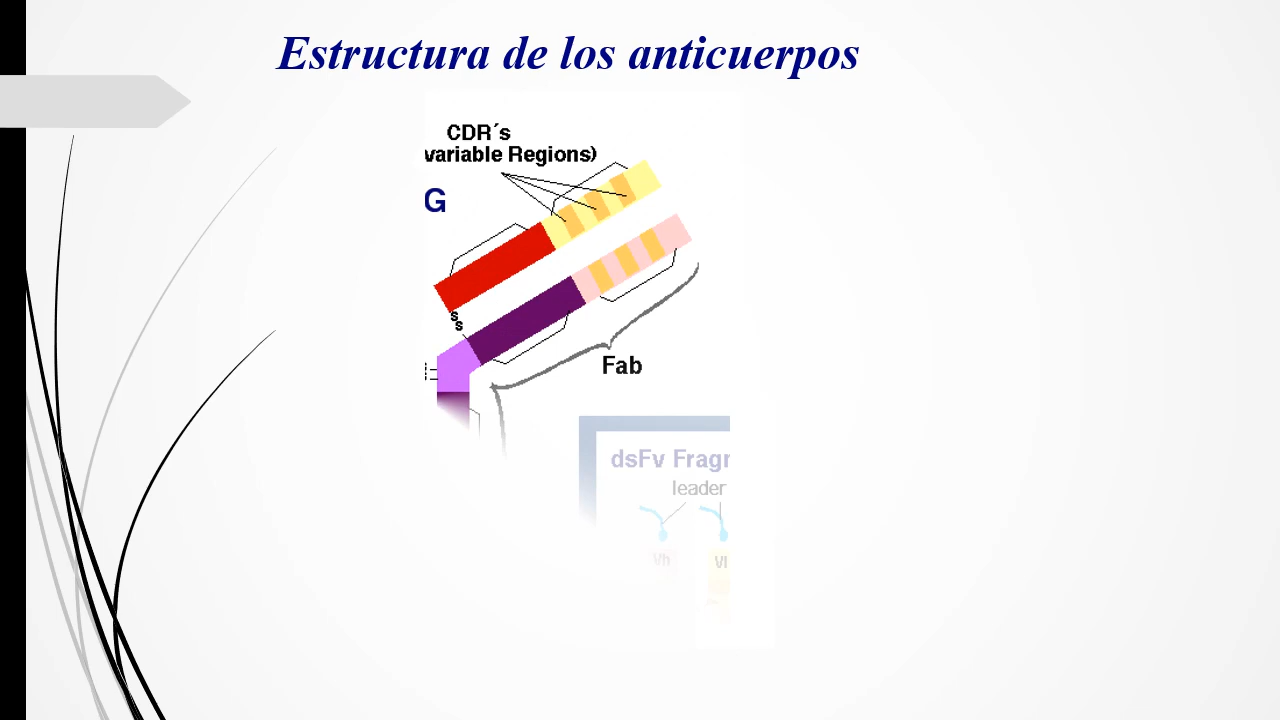 Estructura de los anticuerpos
CDR´s
variable Regions)
G
s
s
Fab
dsFv Fragr
leader
Vh
Vl